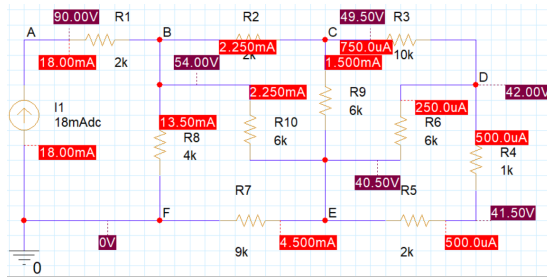 90.00V
49.50V
A
R1
B
R2
C
R3
2.250mA
750.0uA
18.00mA
2k
2k
54.00V
1.500mA
10k
D
2.250mA
R9
42.00V
I1
18mAdc
13.50mA
R10
6k
250.0uA
R6
R8
6k
6k
500.0uA
18.00mA
4k
R4
1k
40.50V
R7
R5
41.50V
F
E
0V
4.500mA
500.0uA
9k
2k
0